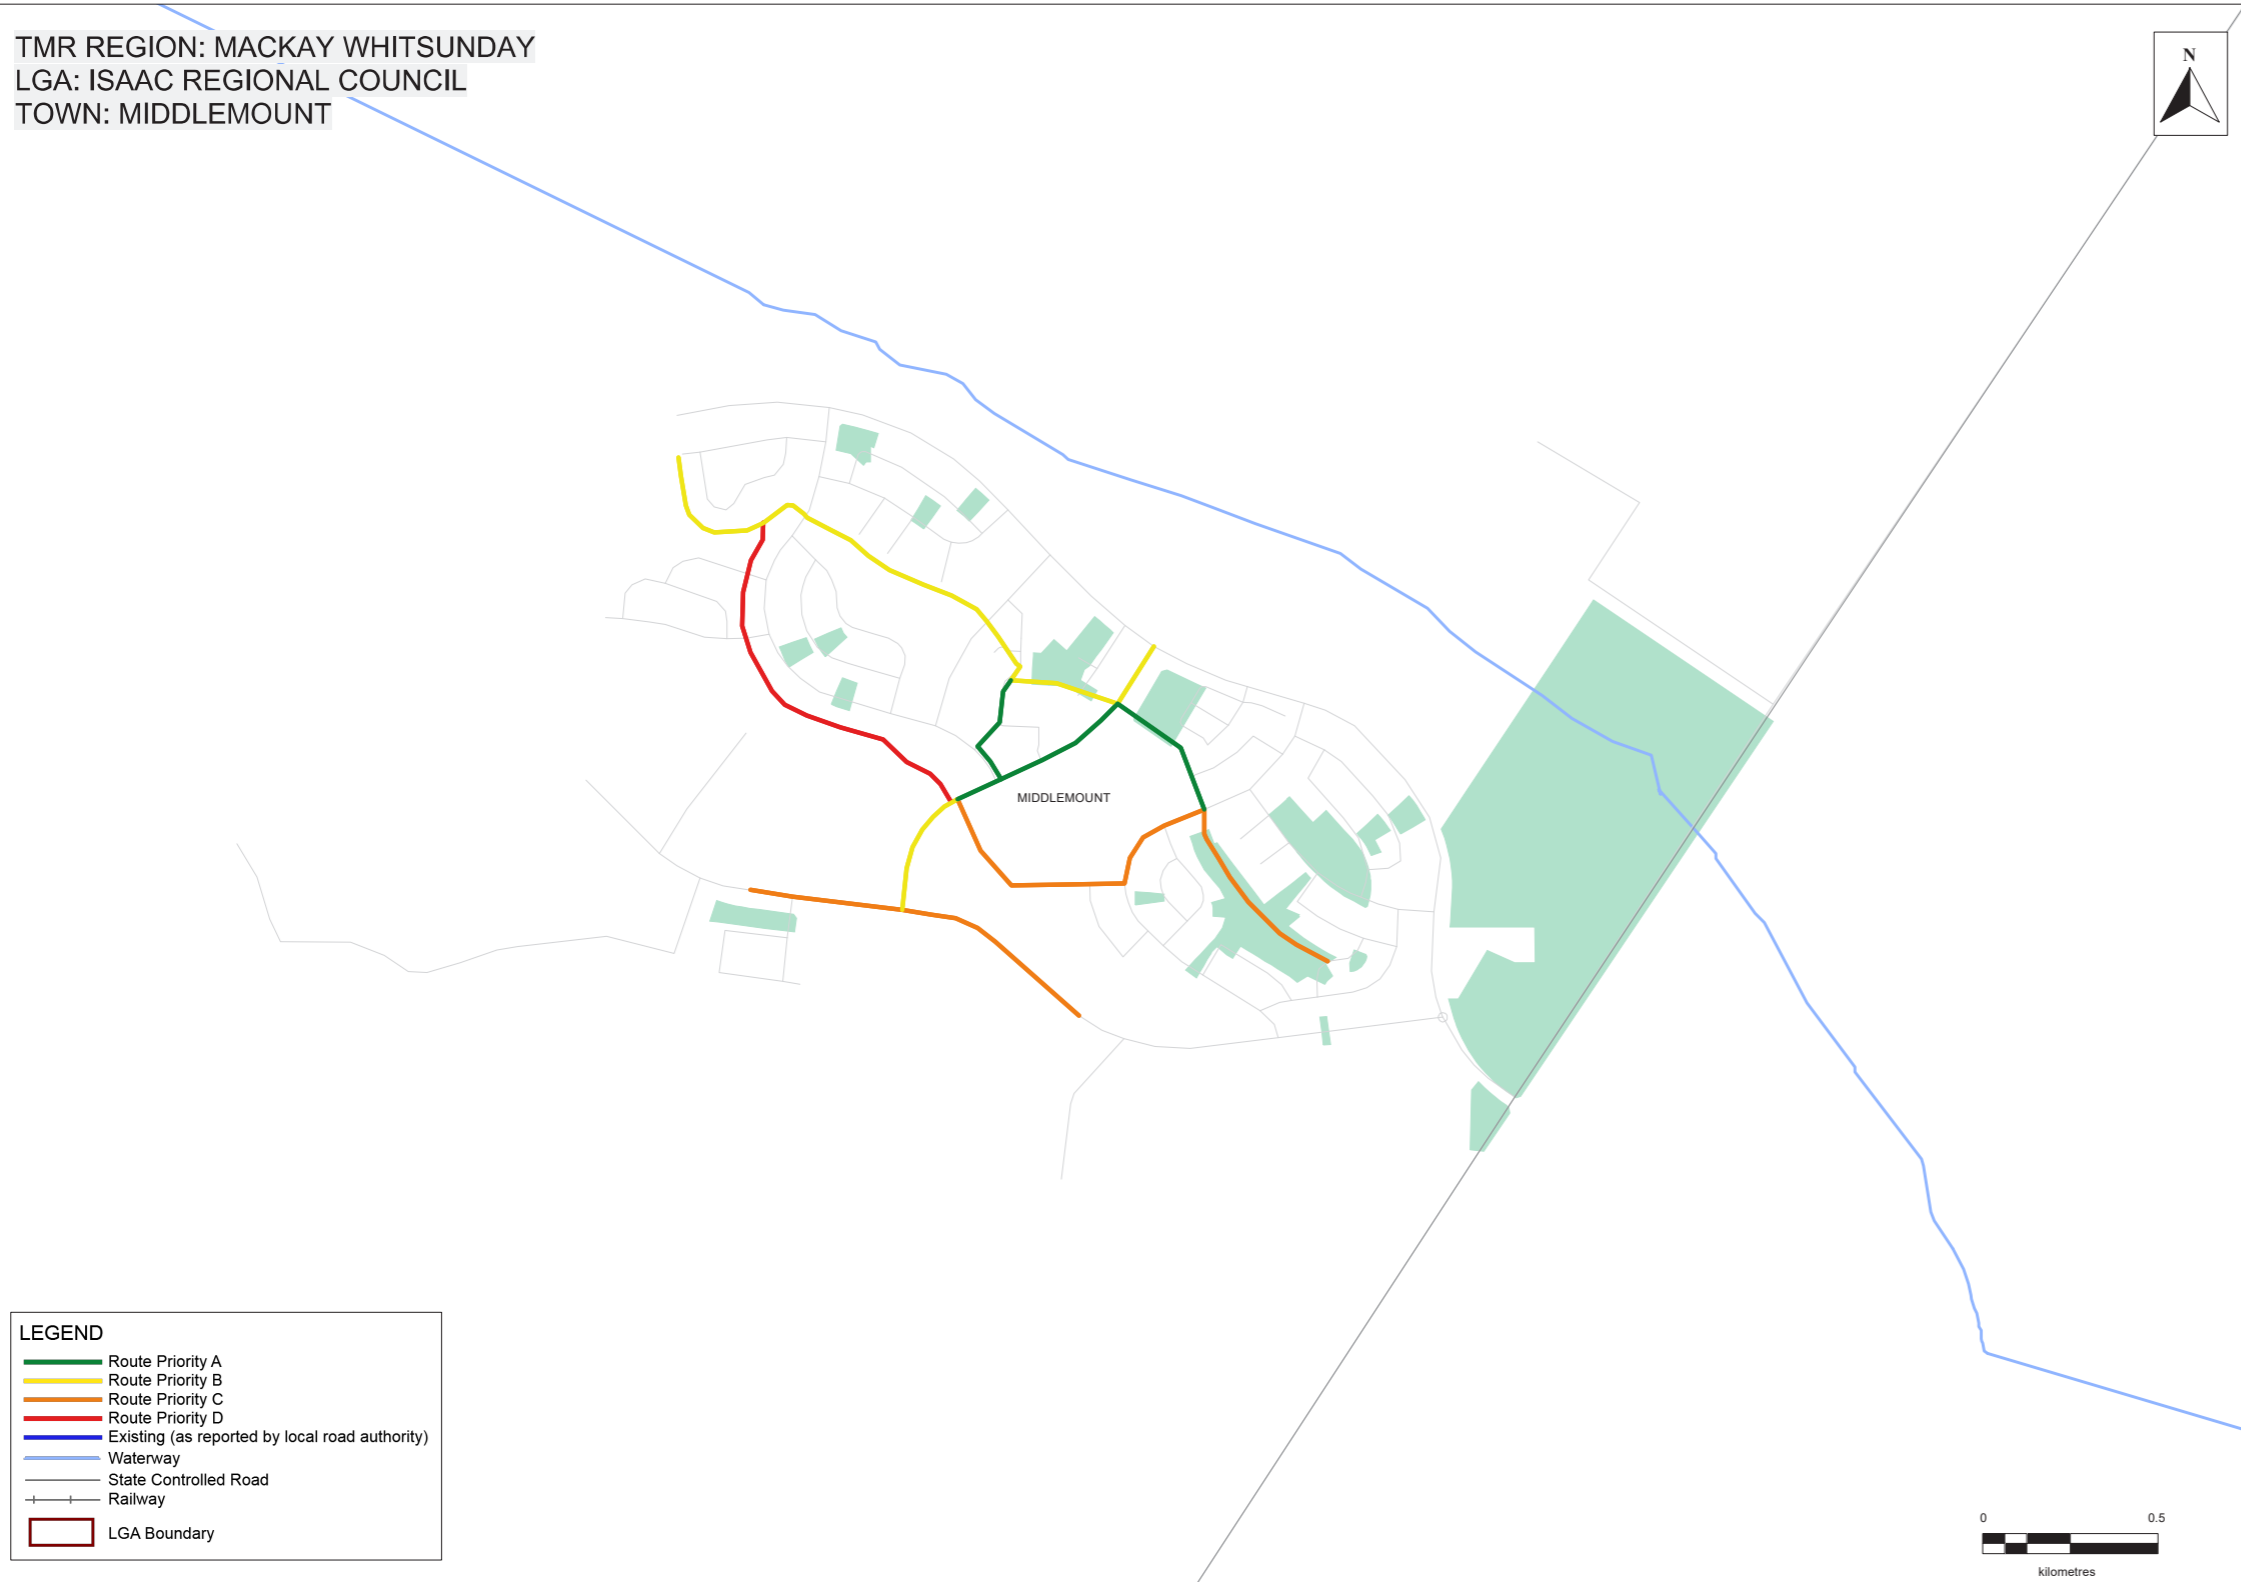 TMR REGION: MACKAY WHITSUNDAY
LGA: ISAAC REGIONAL COUNCIL
TOWN: MIDDLEMOUNT
N
MIDDLEMOUNT
LEGEND
Route Priority A
Route Priority B
Route Priority C
Route Priority D
Existing (as reported by local road authority)
Waterway
State Controlled Road
Railway
LGA Boundary
0 0.5
kilometres